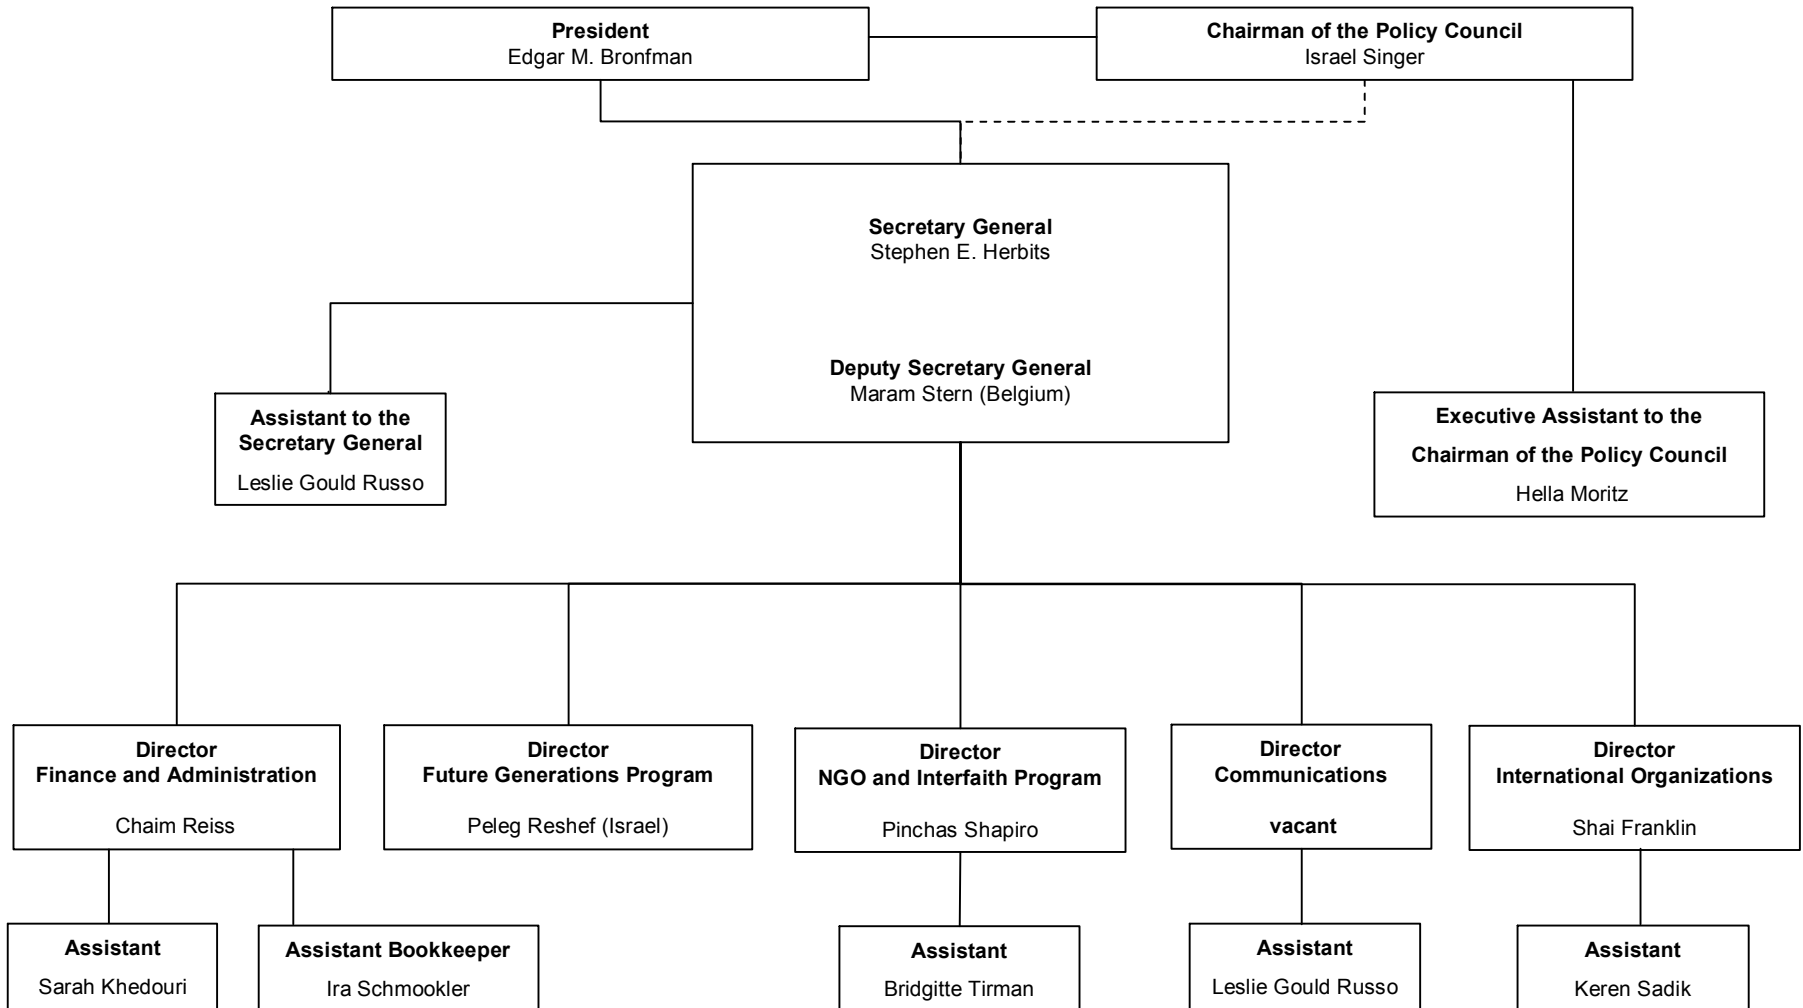 President
Edgar M. Bronfman
Chairman of the Policy Council
Israel Singer
Secretary General
Stephen E. Herbits
Deputy Secretary General
Maram Stern (Belgium)
Assistant to the
Secretary General
Leslie Gould Russo
Executive Assistant to the
Chairman of the Policy Council
Hella Moritz
Director
Finance and Administration
Chaim Reiss
Director
Future Generations Program
Peleg Reshef (Israel)
Director
NGO and Interfaith Program
Pinchas Shapiro
Director
Communications
vacant
Director
International Organizations
Shai Franklin
Assistant
Sarah Khedouri
Assistant Bookkeeper
Ira Schmookler
Assistant
Bridgitte Tirman
Assistant
Leslie Gould Russo
Assistant
Keren Sadik